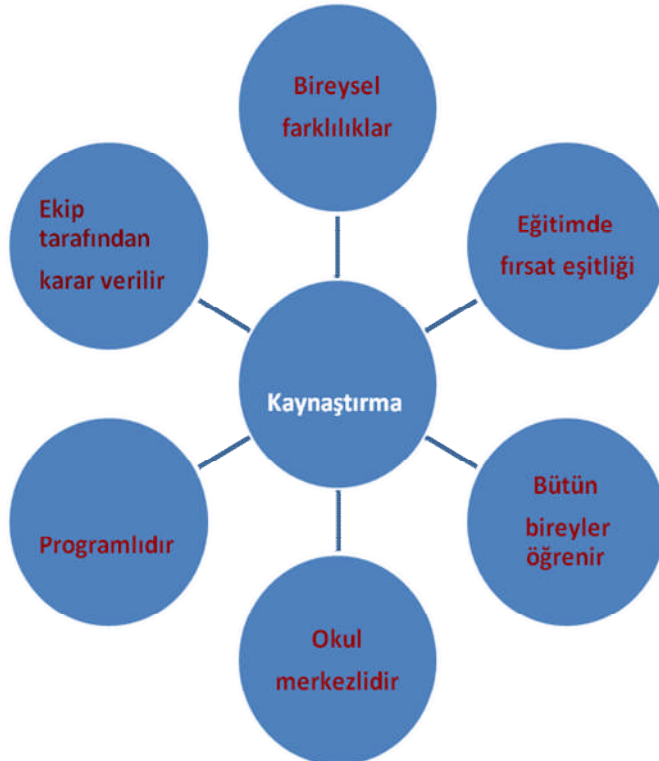 Bireysel
farklılıklar
Ekip
tarafından
karar verilir
Eğitimde
fırsat eşitliği
Kaynaştırma
Programlıdır
Bütün
bireyler
öğrenir
Okul
merkezlidir